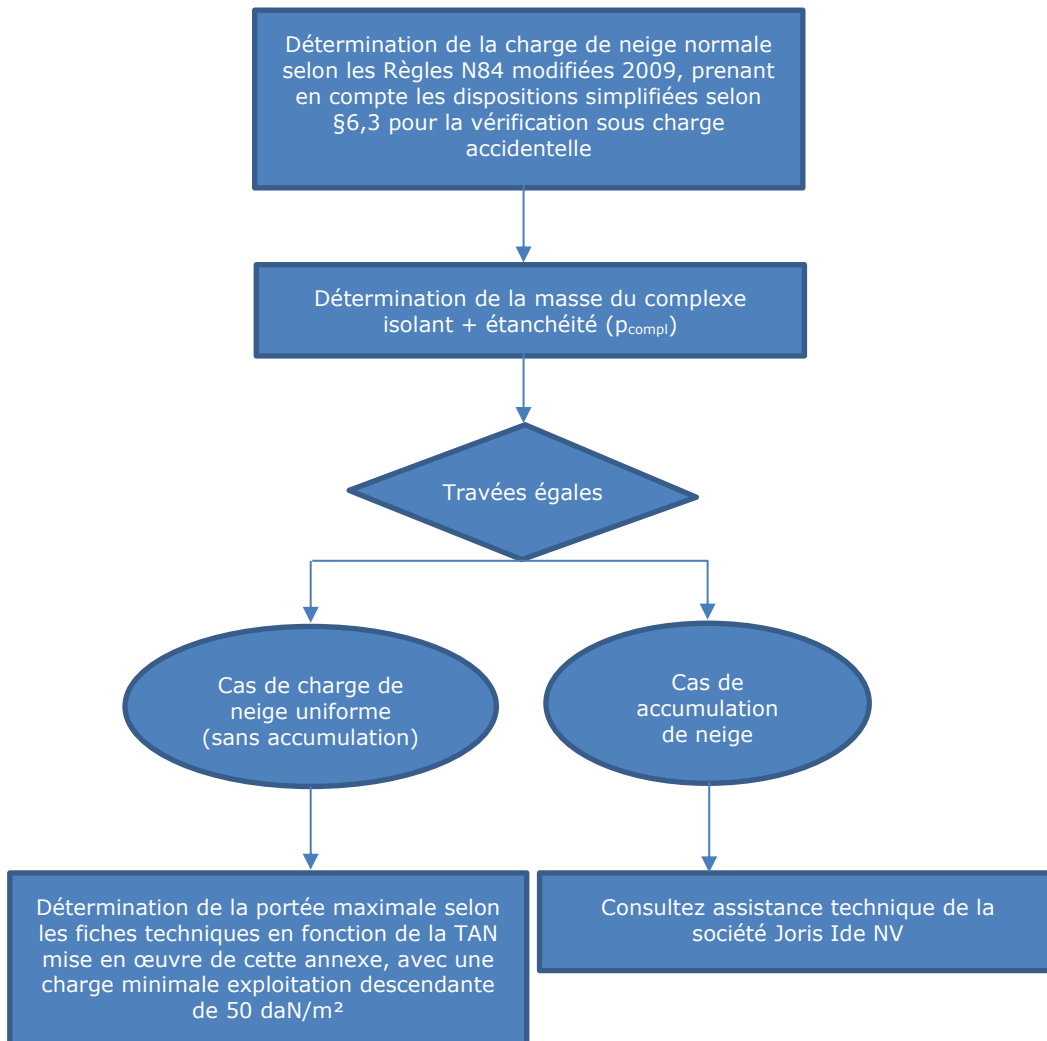 Détermination de la charge de neige normale
selon les Règles N84 modifiées 2009, prenant
en compte les dispositions simplifiées selon
§6,3 pour la vérification sous charge
accidentelle
Détermination de la masse du complexe
isolant + étanchéité (pcompl)
Travées égales
Cas de charge de
neige uniforme
(sans accumulation)
Cas de
accumulation
de neige
Détermination de la portée maximale selon
les fiches techniques en fonction de la TAN
mise en œuvre de cette annexe, avec une
charge minimale exploitation descendante
de 50 daN/m²
Consultez assistance technique de la
société Joris Ide NV